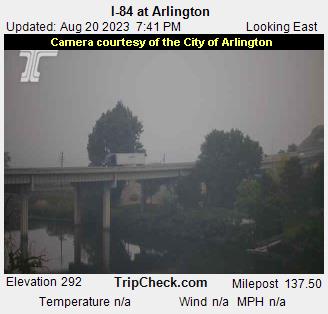 I-84 at Arlington
Updated: Aug 20 2023 7:41 PM Looking East
Camera courtesy of the City of Arlington
Elevation 292 TripCheck.com Milepost 137.50
Temperature n/a Wind n/a MPH n/a